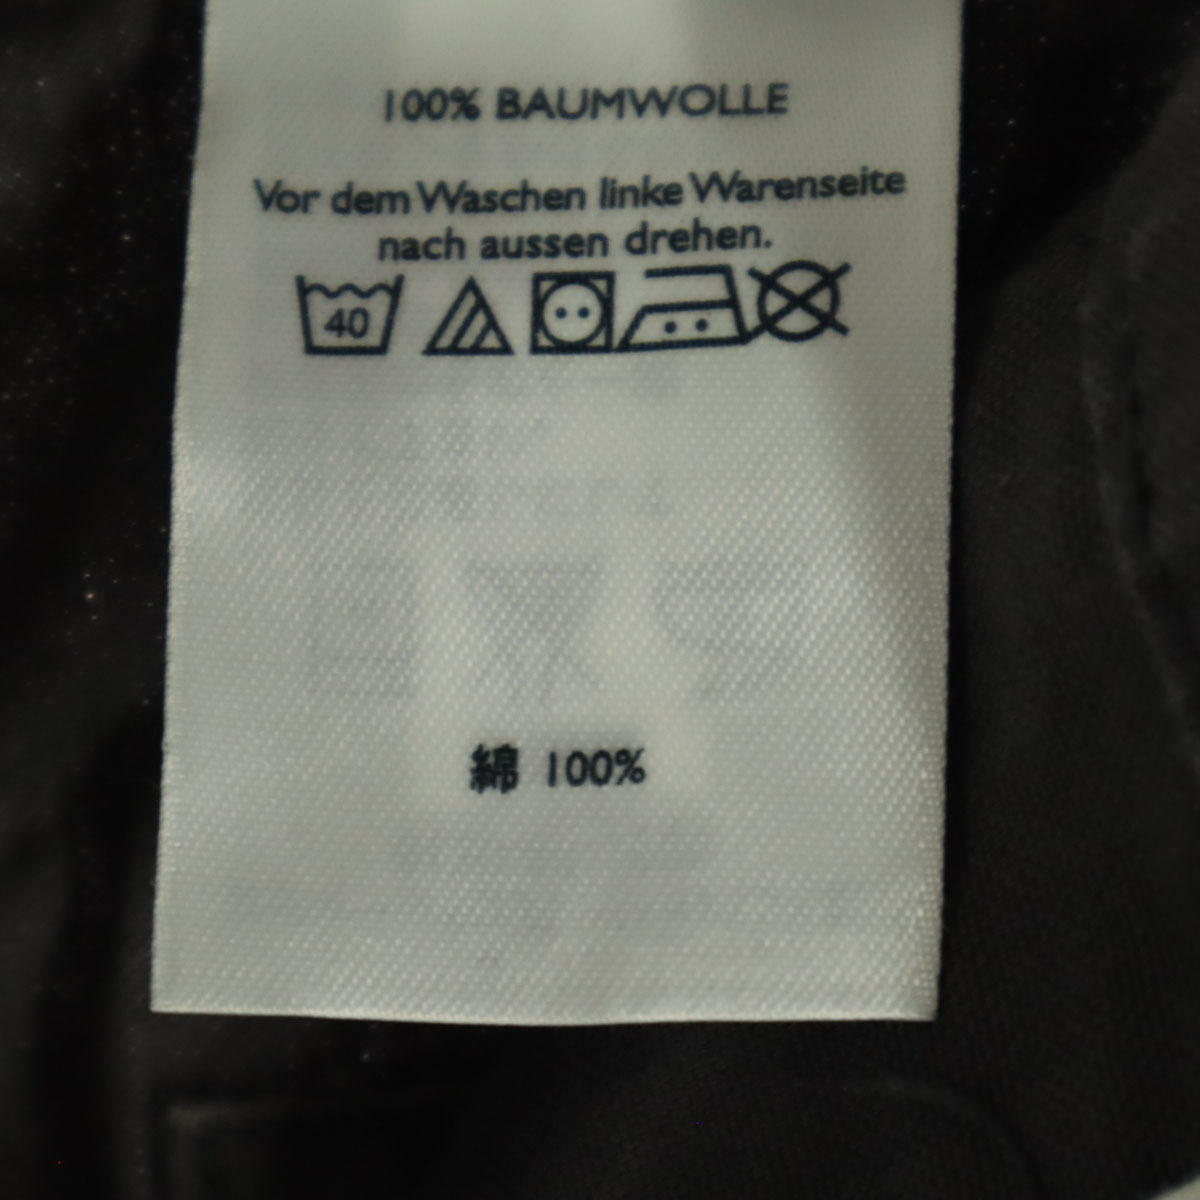 100% BAUMWOLLE
Vor dem Waschen linke Warenseite
nach aussen drehen.
40
綿 100%